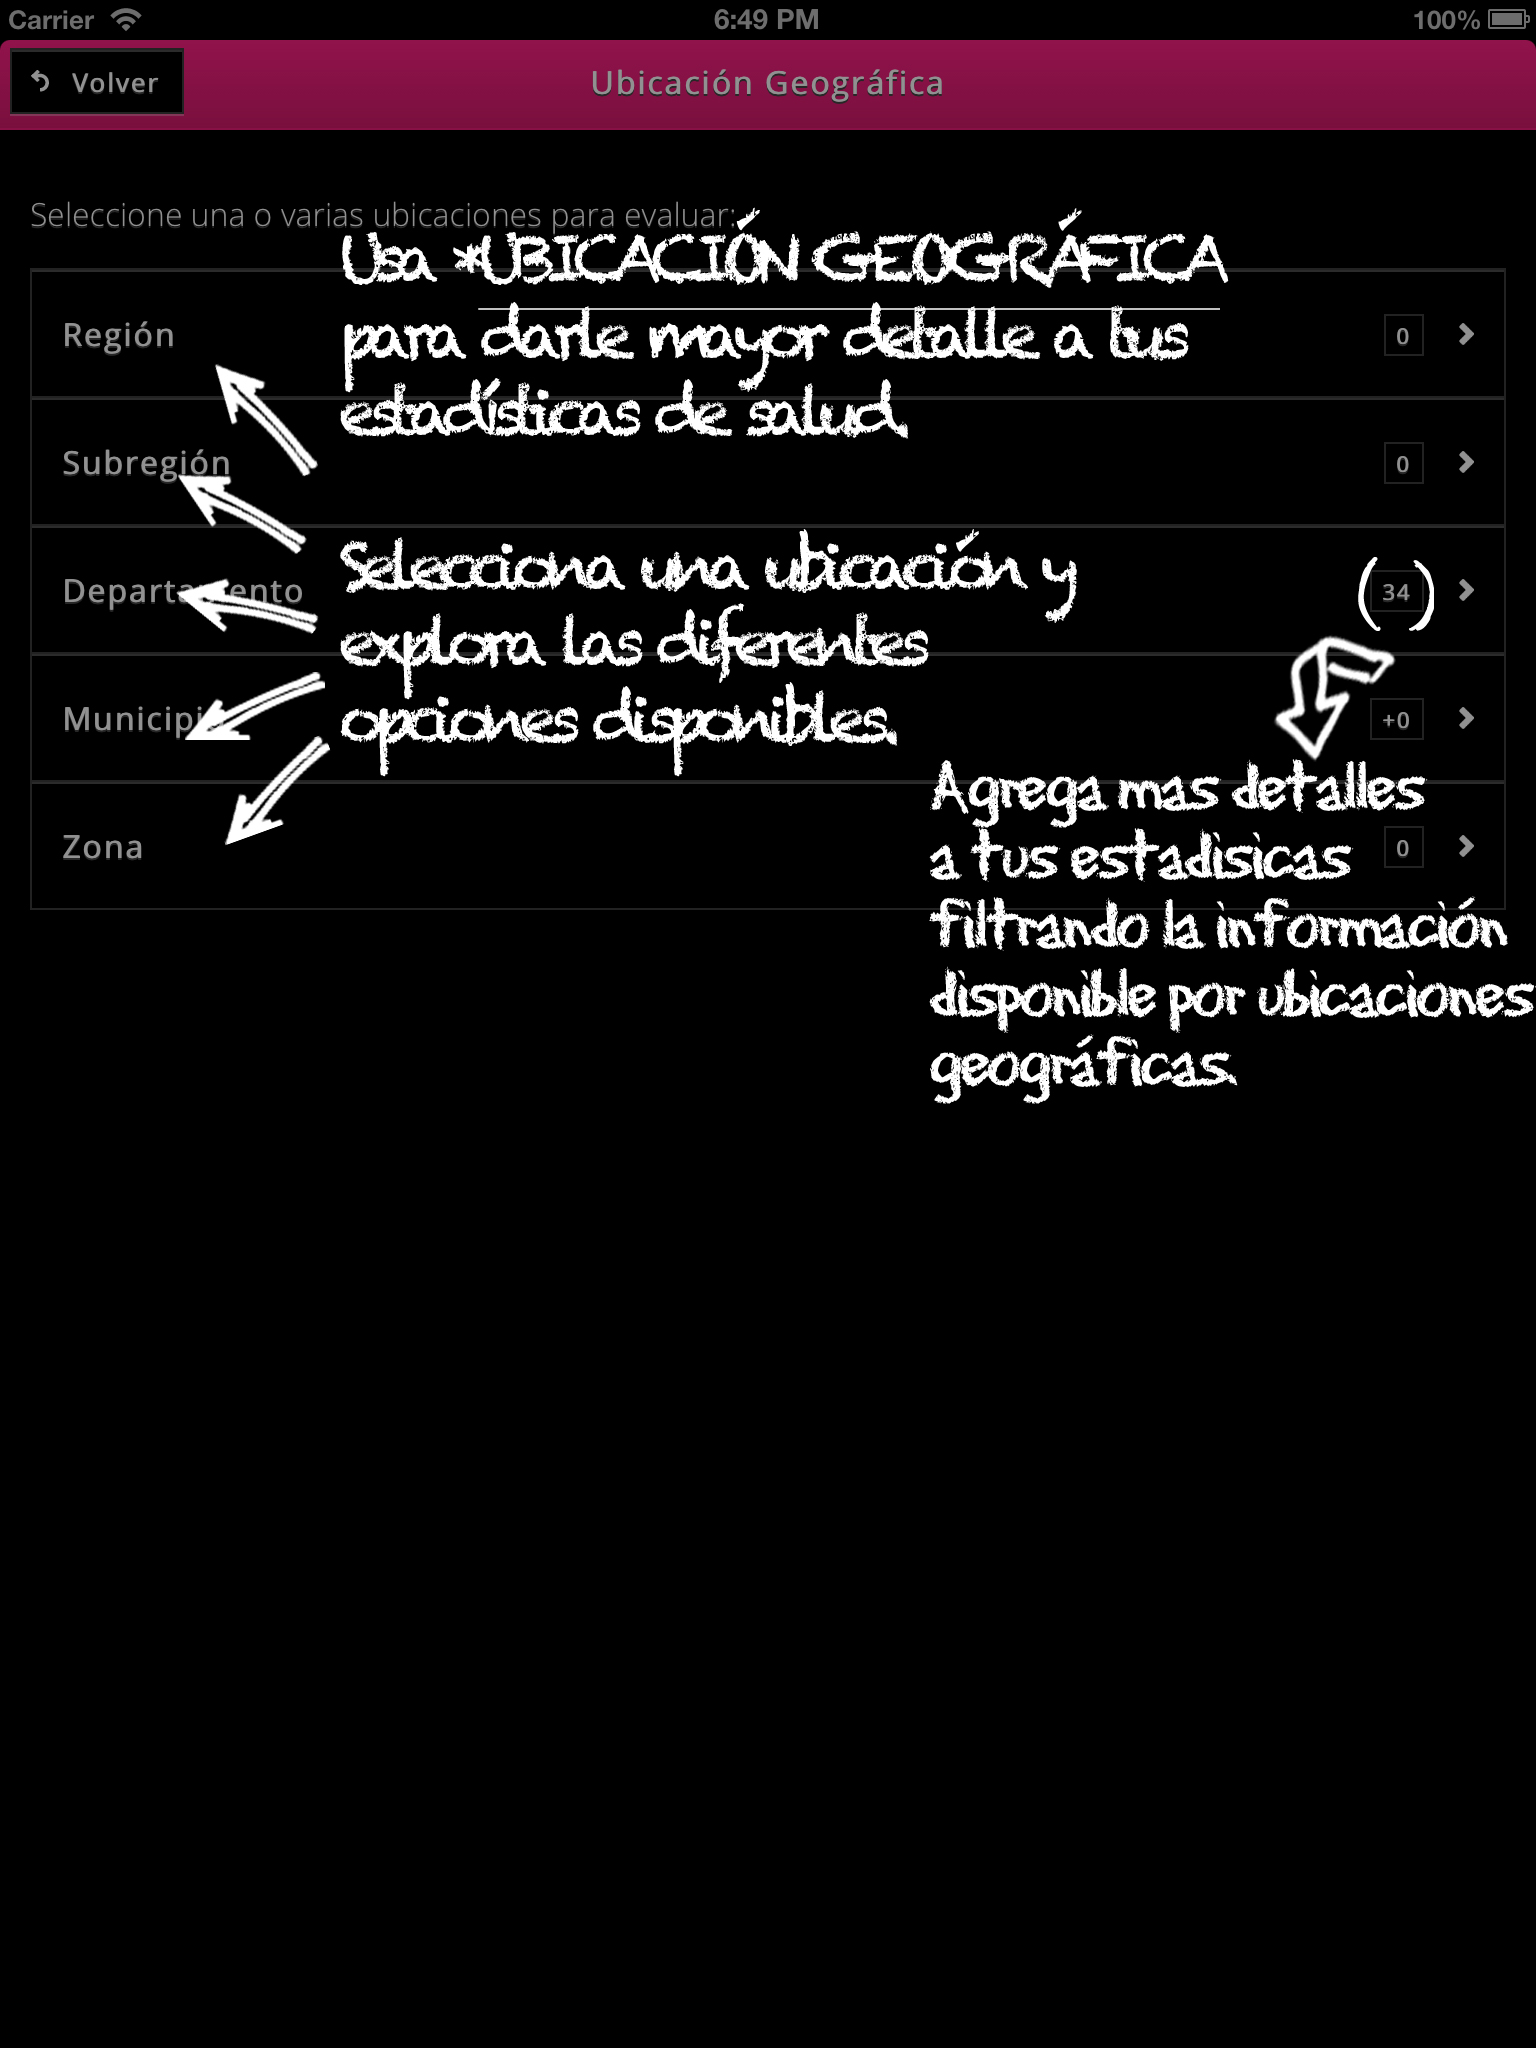 Carrier 6:49 PM 100%
Volver Ubicación Geográfica
Seleccione una o varias ubicaciones para evaluar:
Usa *UBICACIÓN GEOGRÁFICA
para darle mayor detalle a tus
estadísticas de salud.
Región 0
Subregión 0
Selecciona una ubicación y
explora las diferentes
opciones disponibles.
Departamento (34)
Municipio +0
Zona 0
Agrega mas detalles
a tus estadisicas
filtrando la información
disponible por ubicaciones
geográficas.